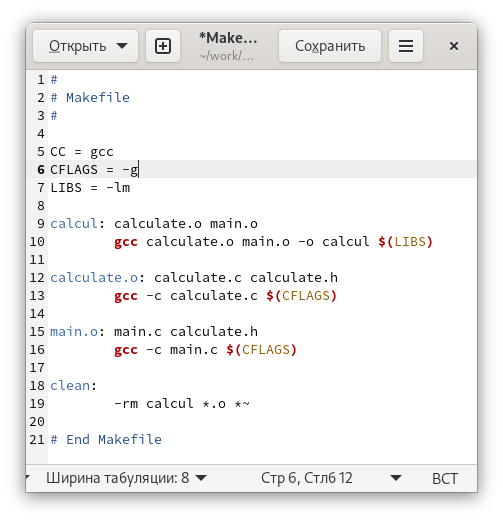 Открыть
*Make…
~/work/…
Сохранить
1 #
2 # Makefile
3 #
4
5 CC = gcc
6 CFLAGS = -g
7 LIBS = -lm
8
9 calcul: calculate.o main.o
10 gcc calculate.o main.o -o calcul $(LIBS)
11
12 calculate.o: calculate.c calculate.h
13 gcc -c calculate.c $(CFLAGS)
14
15 main.o: main.c calculate.h
16 gcc -c main.c $(CFLAGS)
17
18 clean:
19 -rm calcul *.o *~
20
21 # End Makefile
Ширина табуляции: 8 Стр 6, Стлб 12 ВСТ